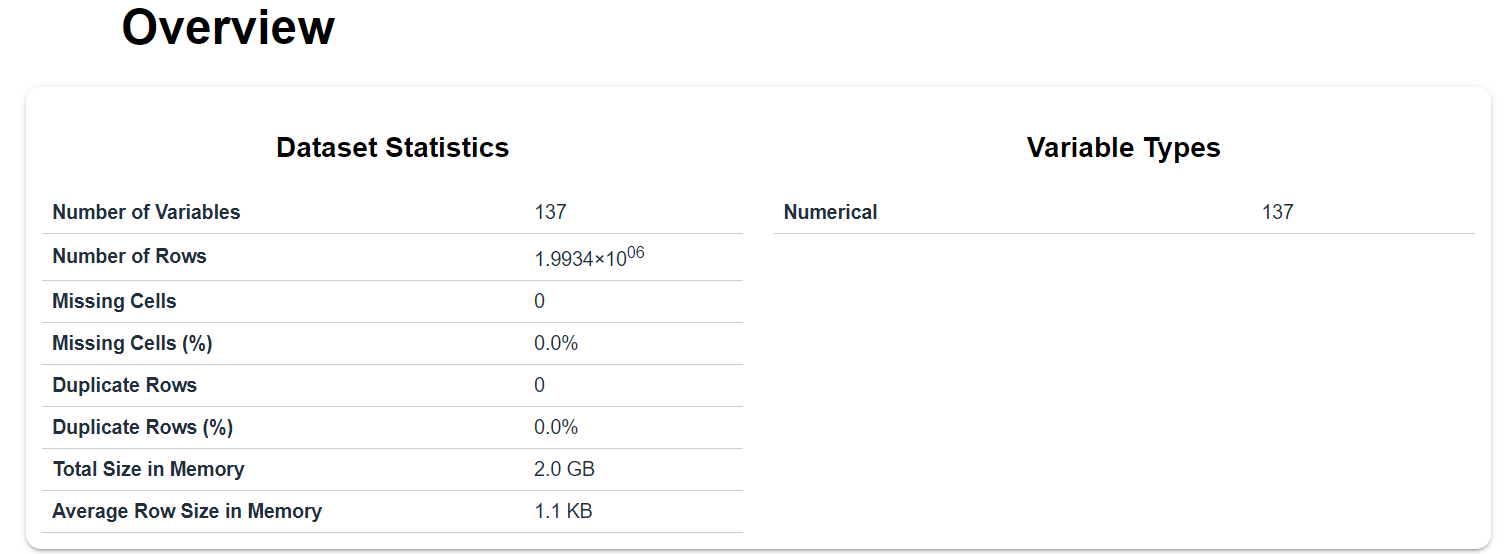 Overview
Dataset Statistics
Number of Variables 137
Number of Rows 1.9934×10⁰⁶
Missing Cells 0
Missing Cells (%) 0.0%
Duplicate Rows 0
Duplicate Rows (%) 0.0%
Total Size in Memory 2.0 GB
Average Row Size in Memory 1.1 KB
Variable Types
Numerical 137